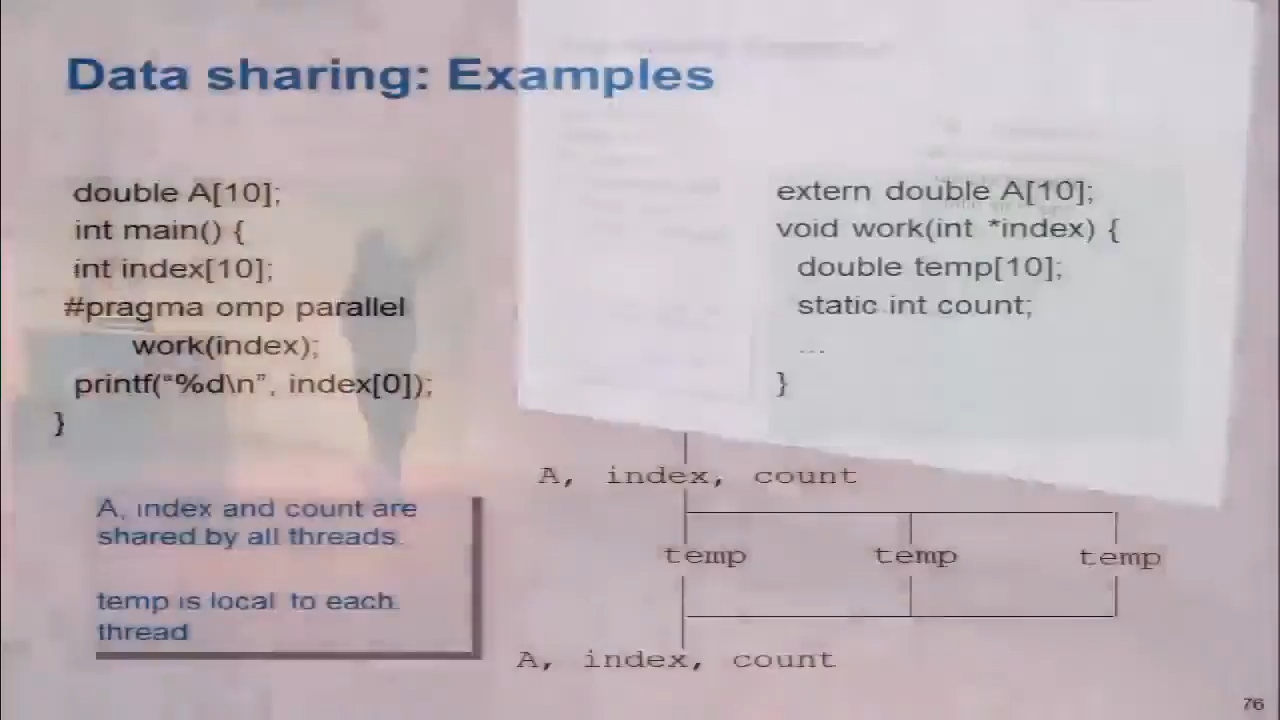 Data sharing: Examples
double A[10];
int main() {
int index[10];
#pragma omp parallel
work(index);
printf("%d\n", index[0]);
}
extern double A[10];
void work(int *index) {
double temp[10];
static int count;
...
}
A, index, count
temp temp temp
A, index, count
A, index and count are
shared by all threads.
temp is local to each
thread
76